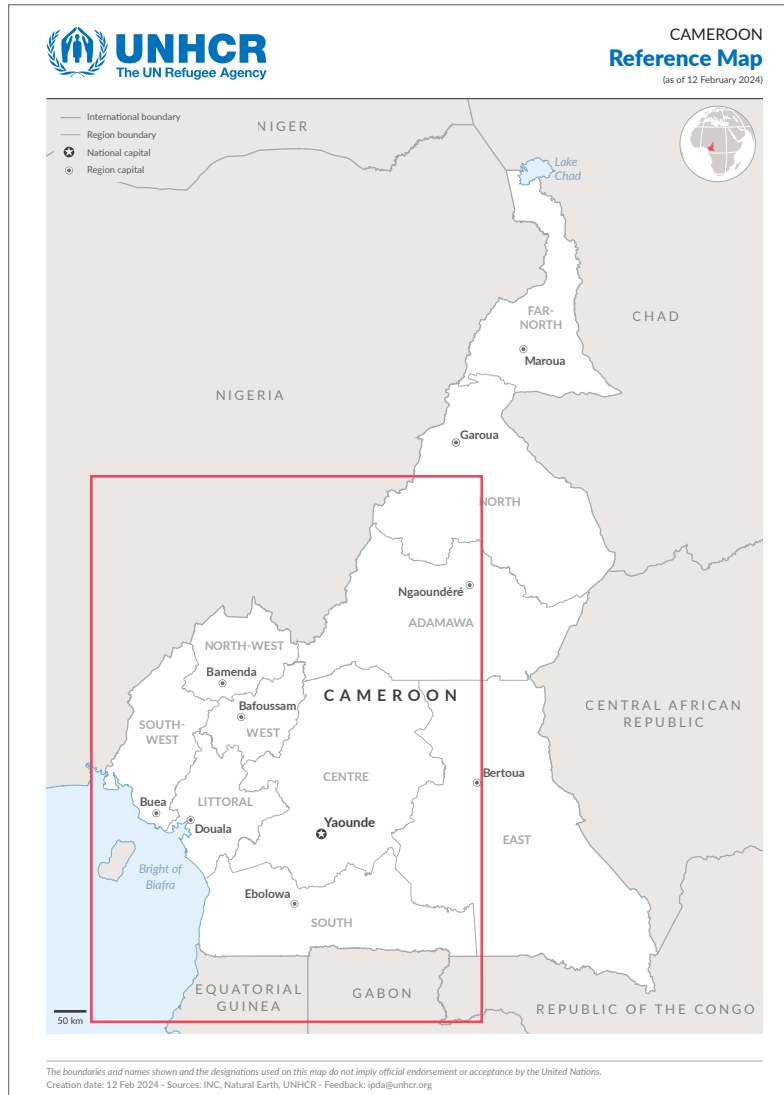 UNHCR
The UN Refugee Agency
CAMEROON
Reference Map
(as of 12 February 2024)
International boundary
Region boundary
National capital
Region capital
NIGER
Lake
Chad
FAR-
NORTH
CHAD
Maroua
NIGERIA
Garoua
NORTH
Ngaoundéré
ADAMAWA
NORTH-WEST
Bamenda
CAMEROON
Bafoussam
CENTRAL AFRICAN
REPUBLIC
SOUTH-
WEST
WEST
CENTRE
Bertoua
Buea
LITTORAL
Douala
Yaounde
EAST
Bright of
Biafra
Ebolowa
SOUTH
EQUATORIAL
GUINEA
GABON
REPUBLIC OF THE CONGO
50 km
The boundaries and names shown and the designations used on this map do not imply official endorsement or acceptance by the United Nations.
Creation date: 12 Feb 2024 - Sources: INC, Natural Earth, UNHCR - Feedback: ipda@unhcr.org